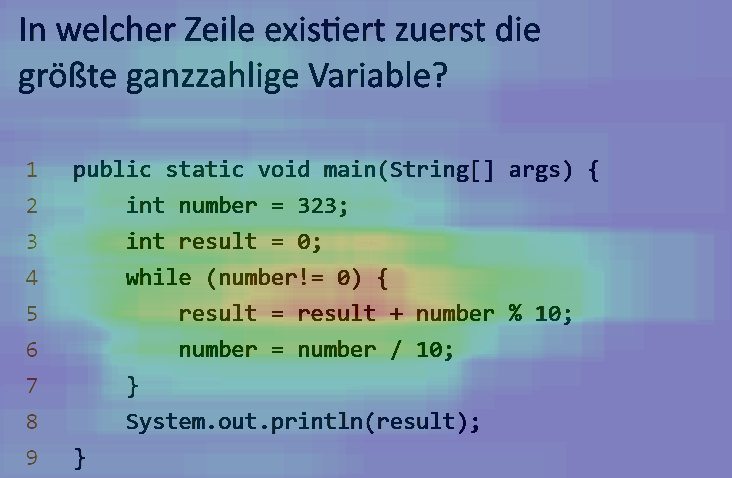 In welcher Zeile existiert zuerst die
größte ganzzahlige Variable?
1 public static void main(String[] args) {
2 int number = 323;
3 int result = 0;
4 while (number!= 0) {
5 result = result + number % 10;
6 number = number / 10;
7 }
8 System.out.println(result);
9 }